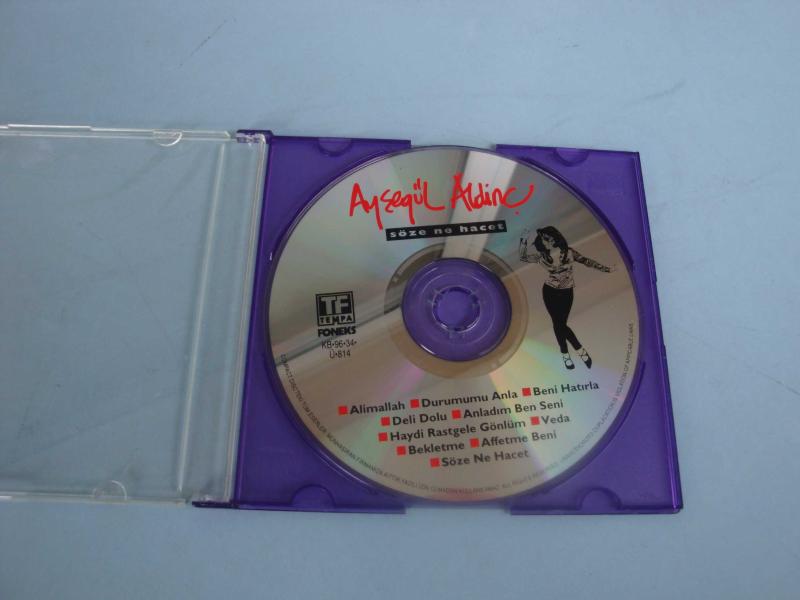 Ayşegül Aldinç
söze ne hacet
TF
TEMPA
FONEKS
KB•96•34•
Ü•814
Alimallah Durumumu Anla Beni Hatırla
Deli Dolu Anladım Ben Seni
Haydi Rastgele Gönlüm Veda
Bekletme Affetme Beni
Söze Ne Hacet